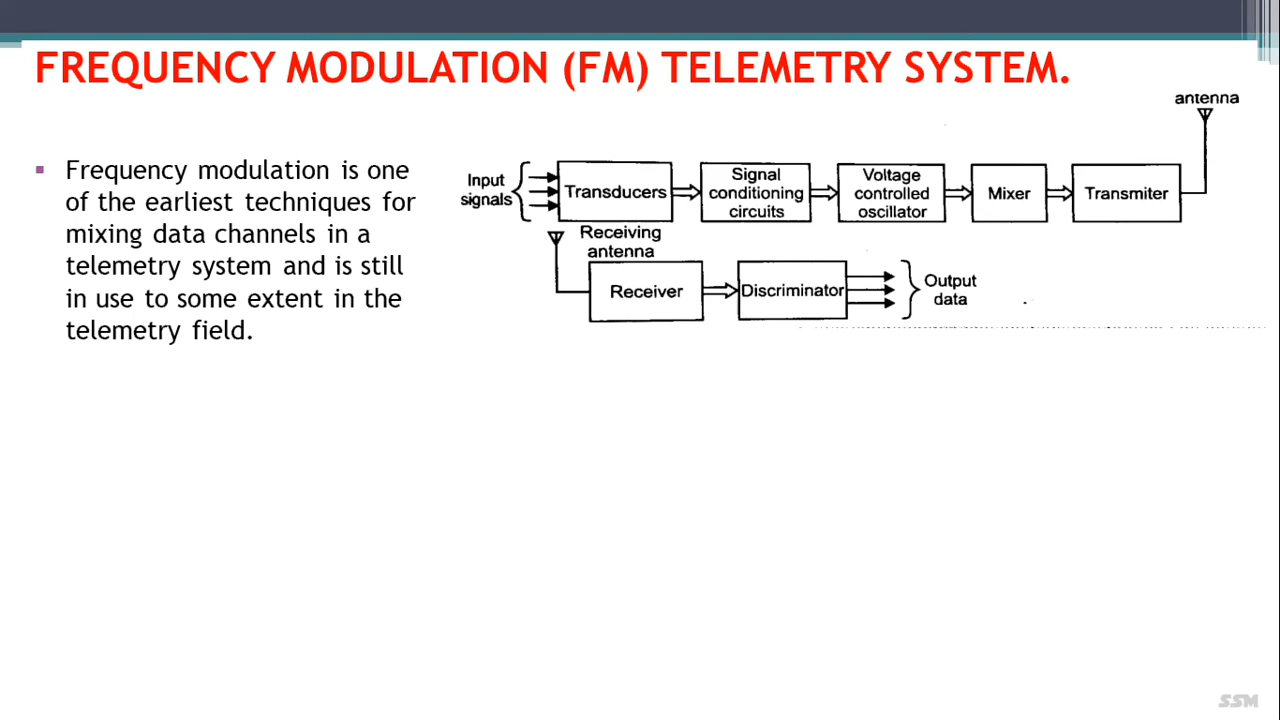 FREQUENCY MODULATION (FM) TELEMETRY SYSTEM.
▪ Frequency modulation is one
of the earliest techniques for
mixing data channels in a
telemetry system and is still
in use to some extent in the
telemetry field.
antenna
Input
signals
Transducers
Signal
conditioning
circuits
Voltage
controlled
oscillator
Mixer
Transmiter
Receiving
antenna
Receiver
Discriminator
Output
data
SSM